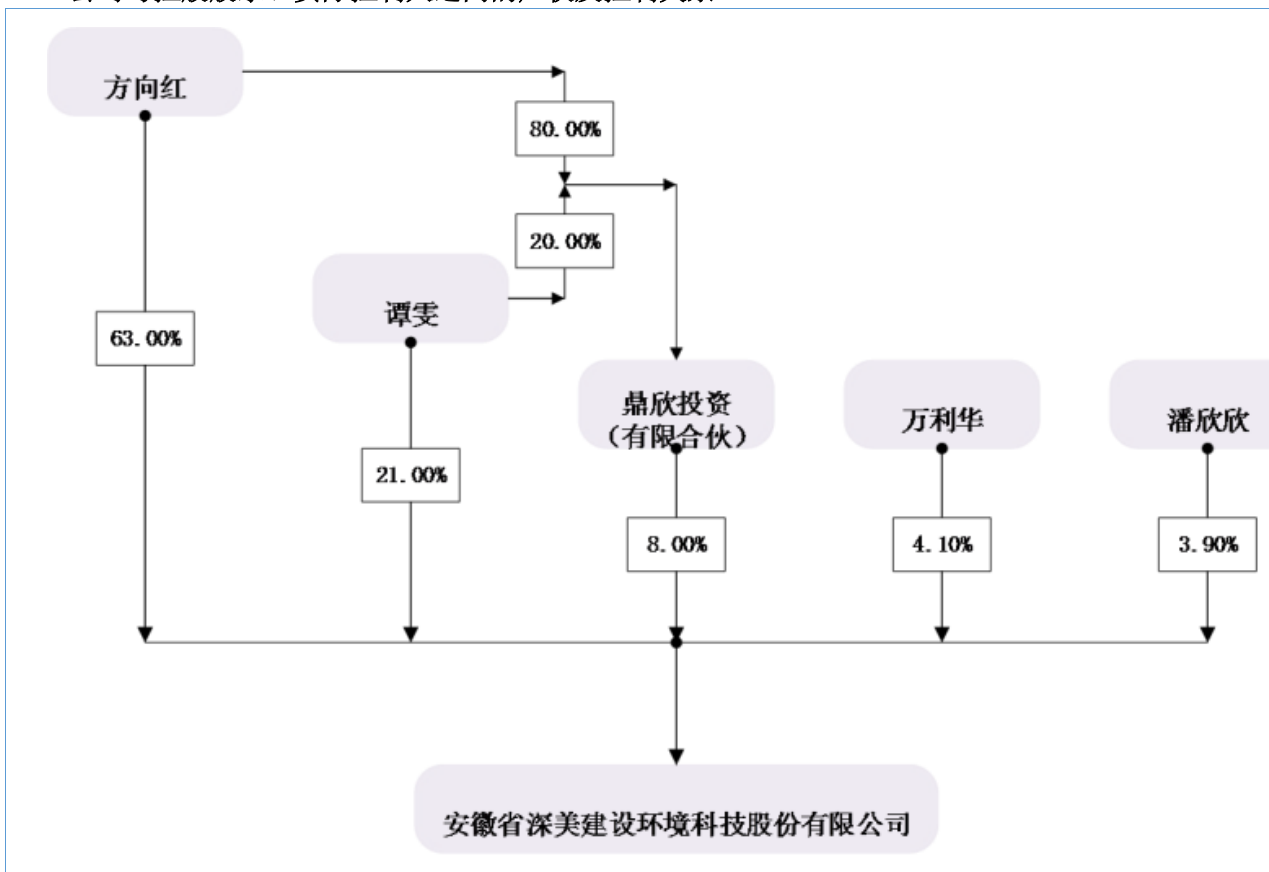 方向红
80.00%
20.00%
谭雯
63.00%
鼎欣投资
（有限合伙）
万利华
潘欣欣
21.00%
8.00%
4.10%
3.90%
安徽省深美建设环境科技股份有限公司